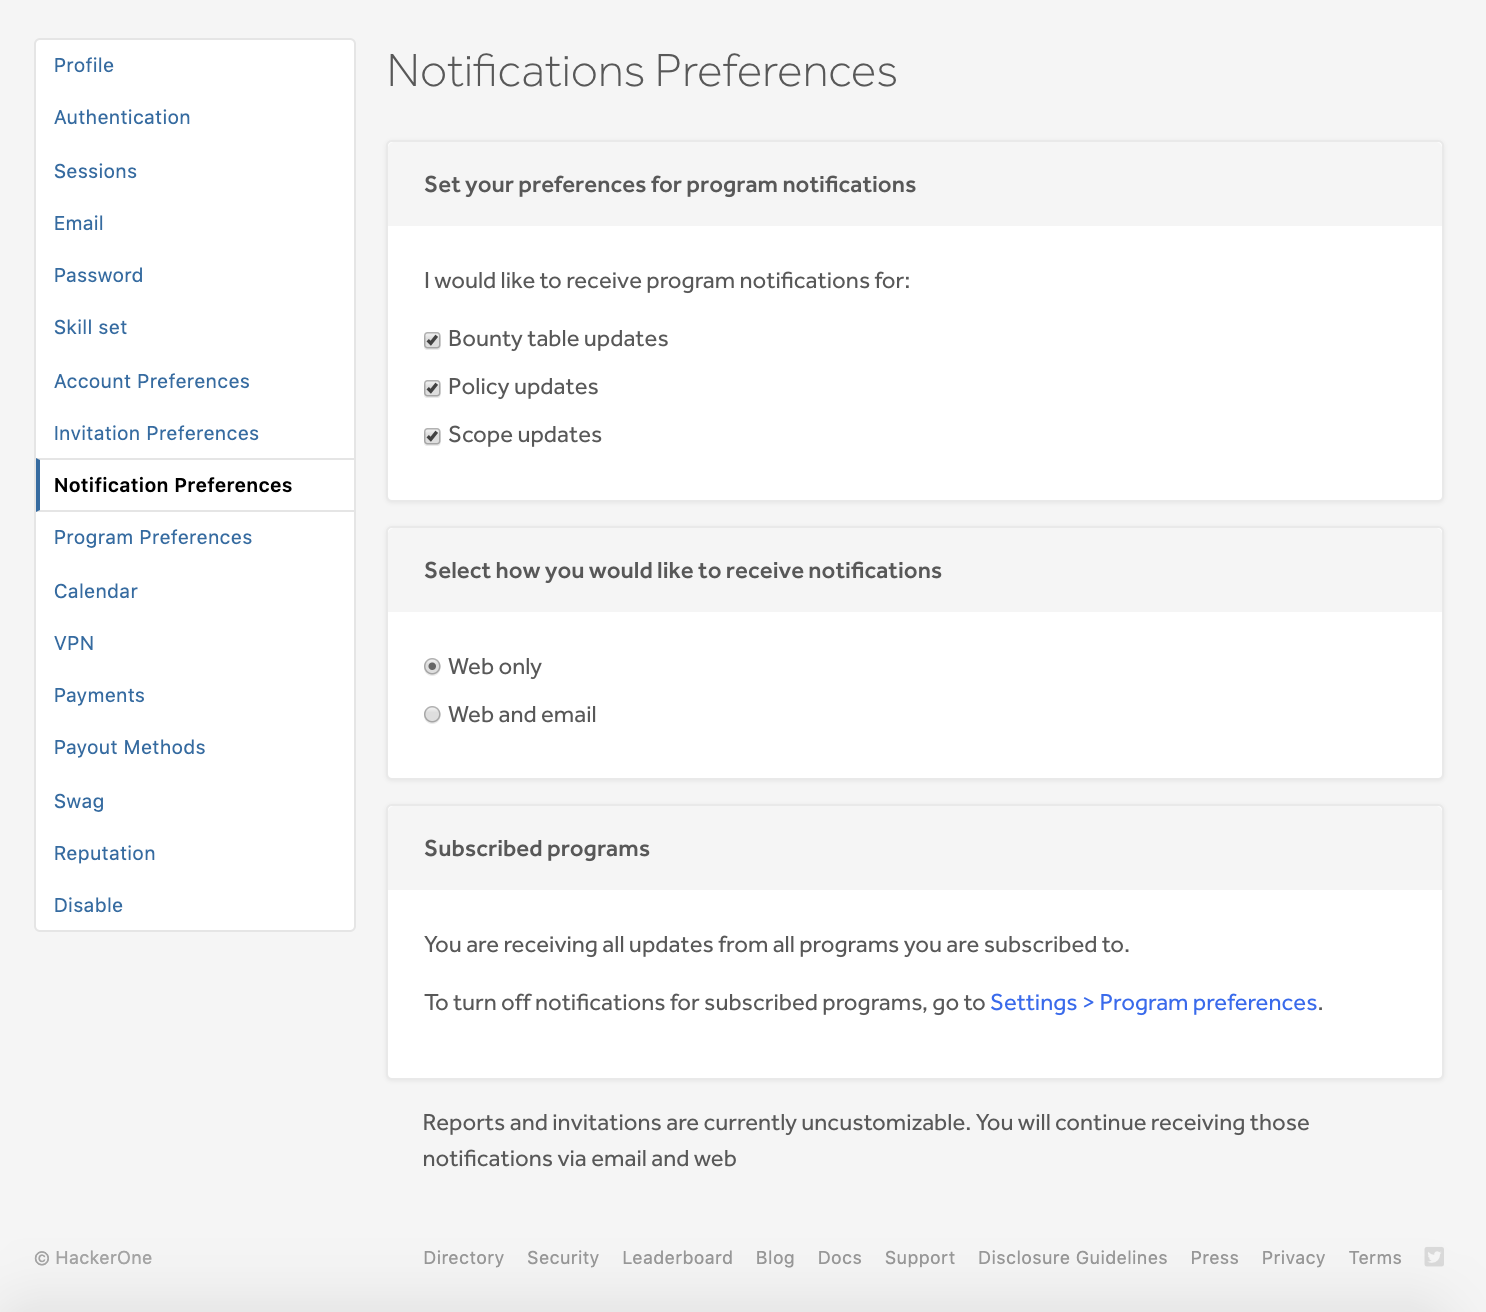 Profile
Authentication
Sessions
Email
Password
Skill set
Account Preferences
Invitation Preferences
Notification Preferences
Program Preferences
Calendar
VPN
Payments
Payout Methods
Swag
Reputation
Disable
Notifications Preferences
Set your preferences for program notifications
I would like to receive program notifications for:
Bounty table updates
Policy updates
Scope updates
Select how you would like to receive notifications
Web only
Web and email
Subscribed programs
You are receiving all updates from all programs you are subscribed to.
To turn off notifications for subscribed programs, go to Settings > Program preferences.
Reports and invitations are currently uncustomizable. You will continue receiving those
notifications via email and web
© HackerOne
Directory Security Leaderboard Blog Docs Support Disclosure Guidelines Press Privacy Terms